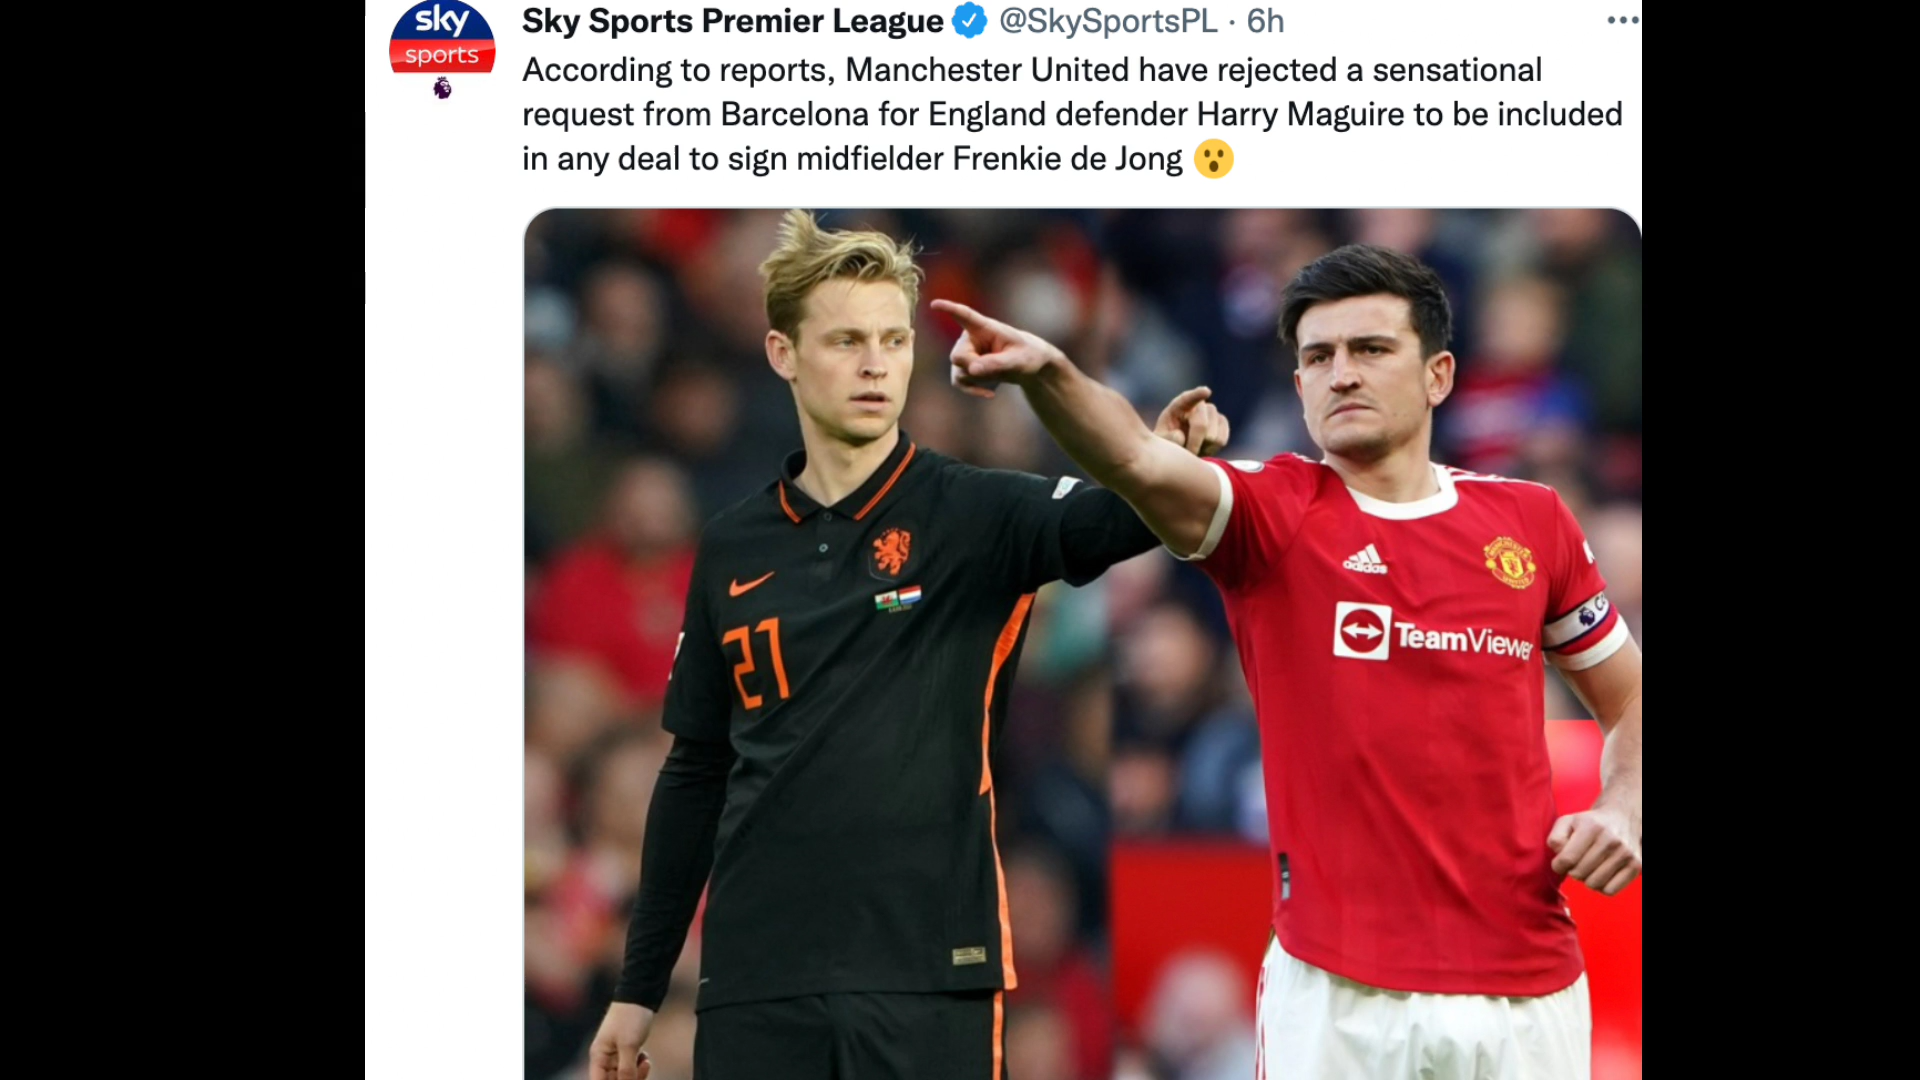 sky
sports
Sky Sports Premier League @SkySportsPL · 6h
According to reports, Manchester United have rejected a sensational
request from Barcelona for England defender Harry Maguire to be included
in any deal to sign midfielder Frenkie de Jong 😮
21
adidas
TeamViewer